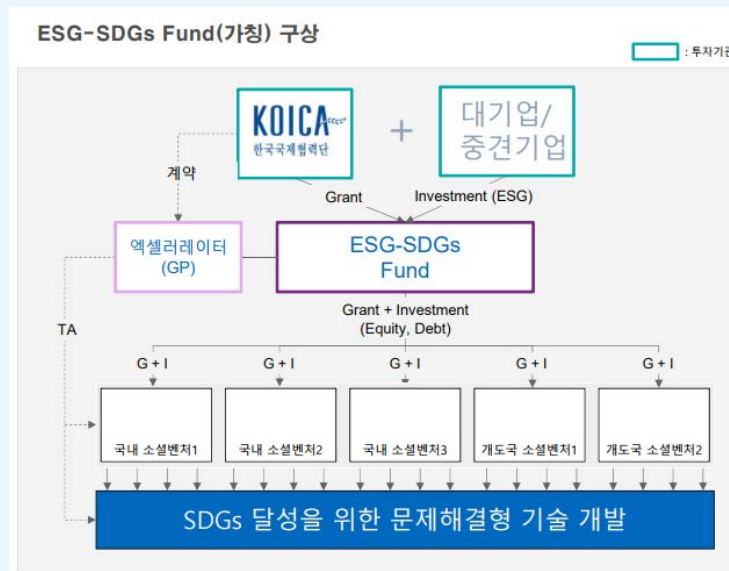 ESG-SDGs Fund(가칭) 구상
: 투자기관
KOICA
한국국제협력단
+
대기업/
중견기업
계약
Grant
Investment (ESG)
엑셀러레이터
(GP)
ESG-SDGs
Fund
Grant + Investment
(Equity, Debt)
TA
G + I
G + I
G + I
G + I
G + I
국내 소셜벤처1
국내 소셜벤처2
국내 소셜벤처3
개도국 소셜벤처1
개도국 소셜벤처2
SDGs 달성을 위한 문제해결형 기술 개발